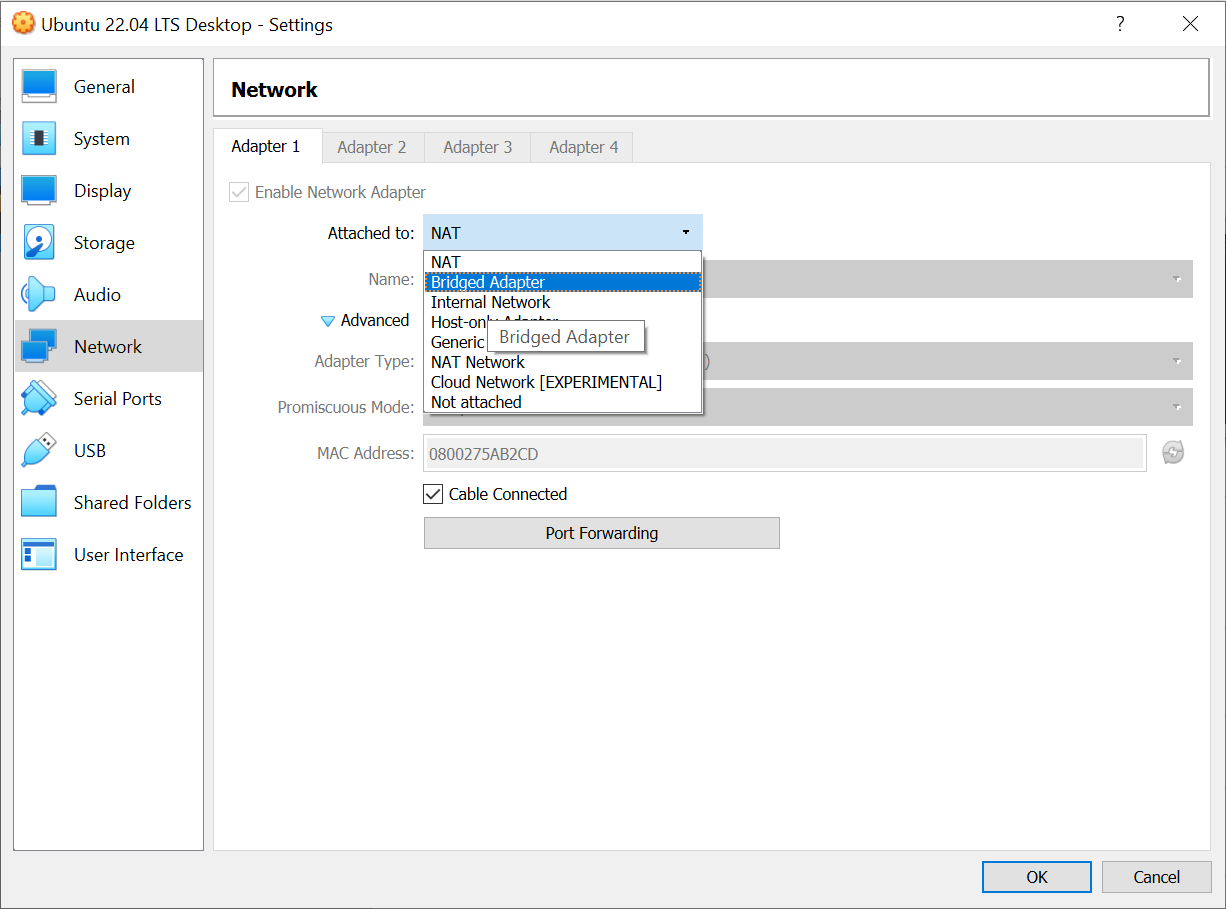 Ubuntu 22.04 LTS Desktop - Settings
?
General
System
Display
Storage
Audio
Network
Serial Ports
USB
Shared Folders
User Interface
Network
Adapter 1 Adapter 2 Adapter 3 Adapter 4
Enable Network Adapter
Attached to: NAT
NAT
Bridged Adapter
Internal Network
Host-only Adapter
Generic
Bridged Adapter
NAT Network
Cloud Network [EXPERIMENTAL]
Not attached
Name:
Advanced
Adapter Type: )
Promiscuous Mode:
MAC Address: 0800275AB2CD
Cable Connected
Port Forwarding
OK Cancel